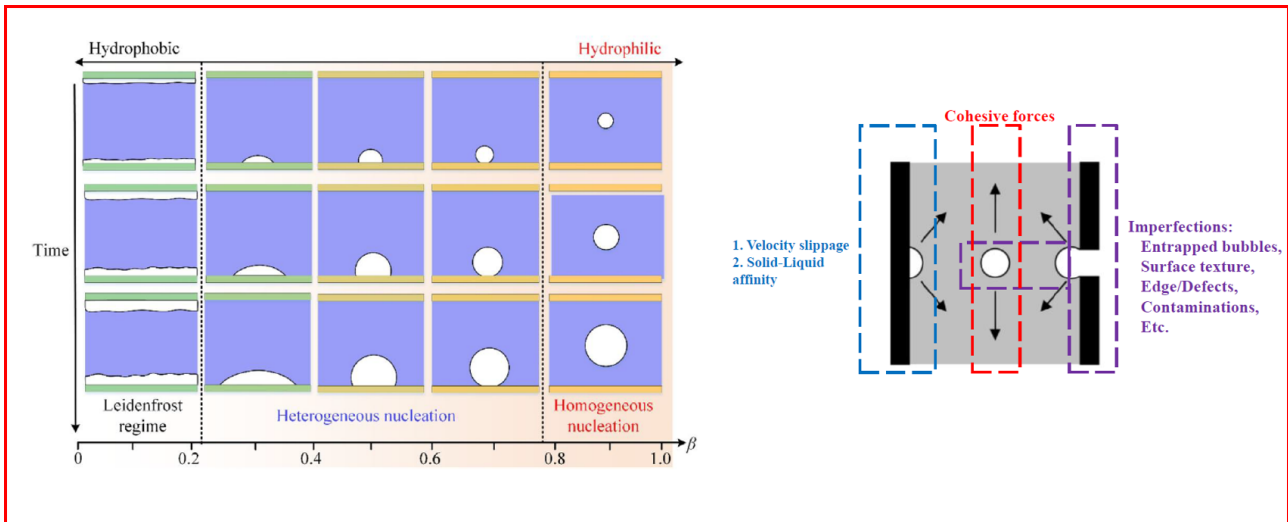 Hydrophobic
Hydrophilic
Time
Leidenfrost
regime
Heterogeneous nucleation
Homogeneous
nucleation
0
0.2
0.4
0.6
0.8
1.0
β
Cohesive forces
1. Velocity slippage
2. Solid-Liquid
affinity
Imperfections:
Entrapped bubbles,
Surface texture,
Edge/Defects,
Contaminations,
Etc.